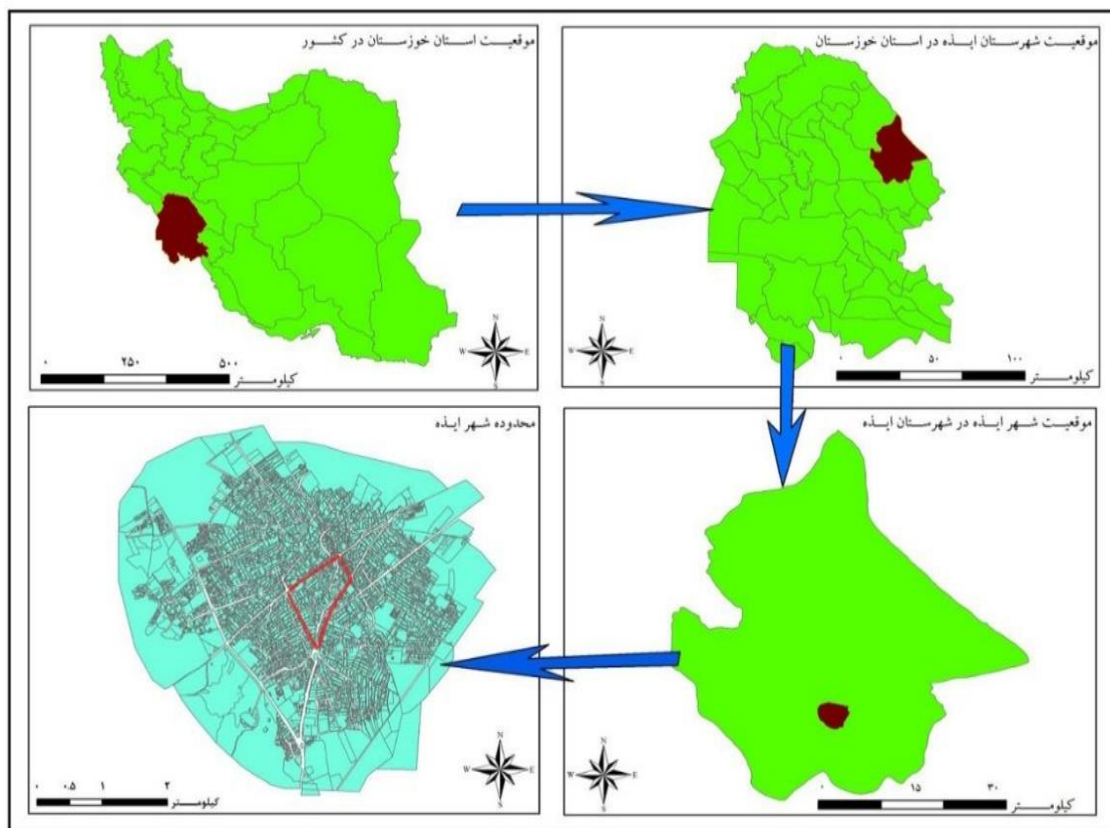 موقعیت استان خوزستان در کشور
N
W E
S
۰ ۲۵۰ ۵۰۰
کیلومتر
موقعیت شهرستان ایذه در استان خوزستان
N
W E
S
۰ ۵۰ ۱۰۰
کیلومتر
موقعیت شهر ایذه در شهرستان ایذه
N
W E
S
۰ ۱۵ ۳۰
کیلومتر
محدوده شهر ایذه
N
W E
S
۰ ۰.۵ ۱ ۲
کیلومتر